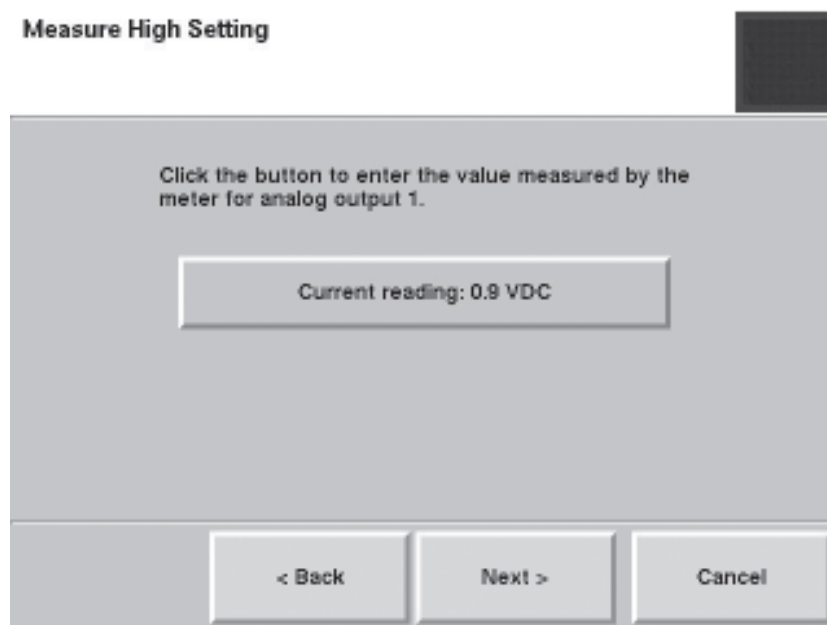 Measure High Setting
Click the button to enter the value measured by the
meter for analog output 1.
Current reading: 0.9 VDC
< Back
Next >
Cancel